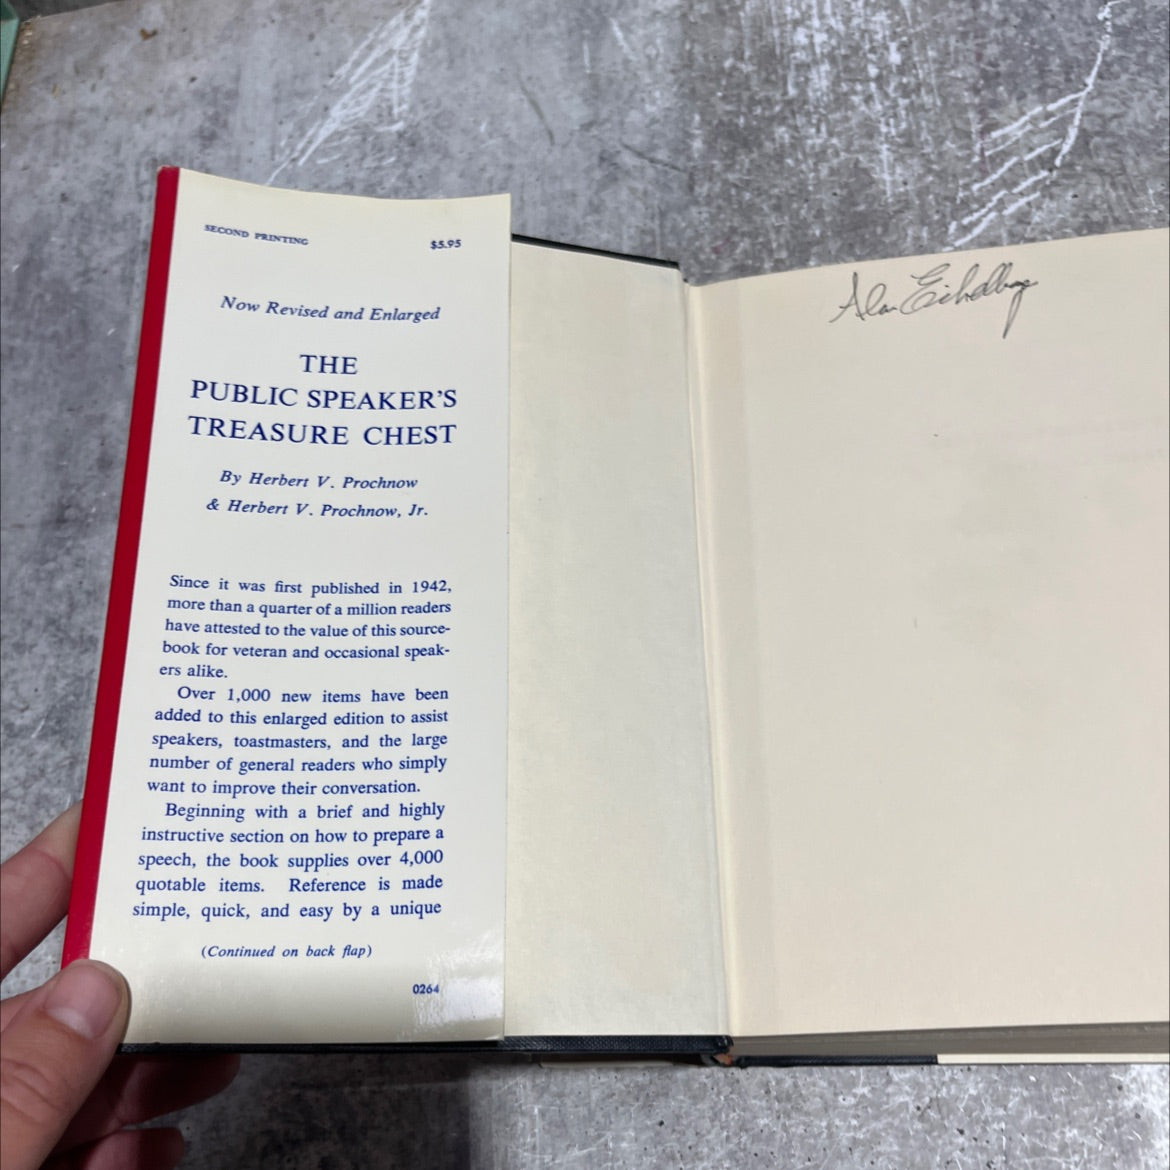 SECOND PRINTING
$5.95
Now Revised and Enlarged
THE
PUBLIC SPEAKER'S
TREASURE CHEST
By Herbert V. Prochnow
& Herbert V. Prochnow, Jr.
Since it was first published in 1942,
more than a quarter of a million readers
have attested to the value of this source-
book for veteran and occasional speak-
ers alike.
Over 1,000 new items have been
added to this enlarged edition to assist
speakers, toastmasters, and the large
number of general readers who simply
want to improve their conversation.
Beginning with a brief and highly
instructive section on how to prepare a
speech, the book supplies over 4,000
quotable items. Reference is made
simple, quick, and easy by a unique
(Continued on back flap)
0264
Alan